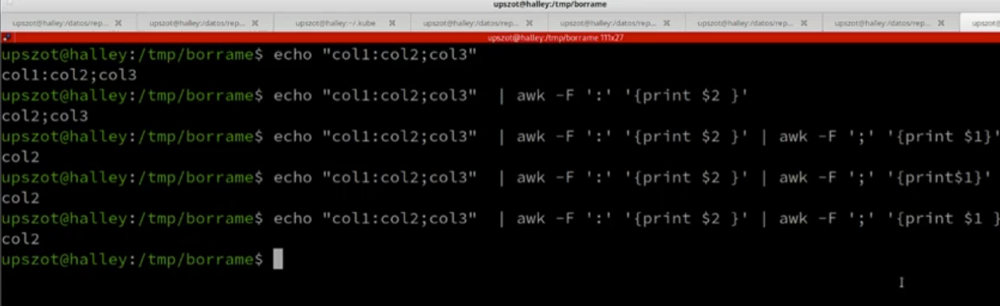 upszot@halley:/tmp/borrame
upszot@halley:/datos/rep... upszot@halley:/datos/rep... upszot@halley:~/.kube upszot@halley:/datos/rep... upszot@halley:/datos/rep... upszot@halley:/datos/rep... upszot@halley:/datos/rep... upszot@
upszot@halley:/tmp/borrame 111x27
upszot@halley:/tmp/borrame$ echo "col1:col2;col3"
col1:col2;col3
upszot@halley:/tmp/borrame$ echo "col1:col2;col3"  | awk -F ':' '{print $2 }'
col2;col3
upszot@halley:/tmp/borrame$ echo "col1:col2;col3"  | awk -F ':' '{print $2 }' | awk -F ';' '{print $1}'
col2
upszot@halley:/tmp/borrame$ echo "col1:col2;col3"  | awk -F ':' '{print $2 }' | awk -F ';' '{print$1}'
col2
upszot@halley:/tmp/borrame$ echo "col1:col2;col3"  | awk -F ':' '{print $2 }' | awk -F ';' '{print $1 }
col2
upszot@halley:/tmp/borrame$